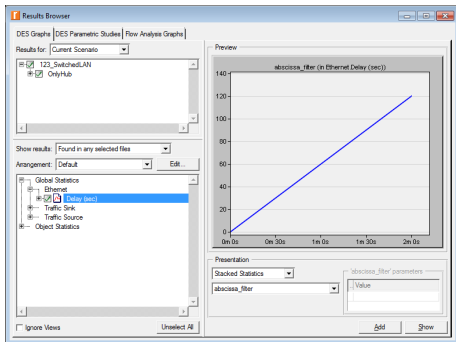 Results Browser
DES Graphs DES Parametric Studies Flow Analysis Graphs
Results for: Current Scenario
123_SwitchedLAN
OnlyHub
Show results: Found in any selected files
Arrangement: Default Edit...
Global Statistics
Ethernet
Delay (sec)
Traffic Sink
Traffic Source
Object Statistics
Ignore Views Unselect All
Preview
abscissa_filter (in Ethernet.Delay (sec))
140
120
100
80
60
40
20
0
0m 0s 0m 30s 1m 0s 1m 30s 2m 0s
Presentation
Stacked Statistics
abscissa_filter
'abscissa_filter' parameters
Value
Add Show